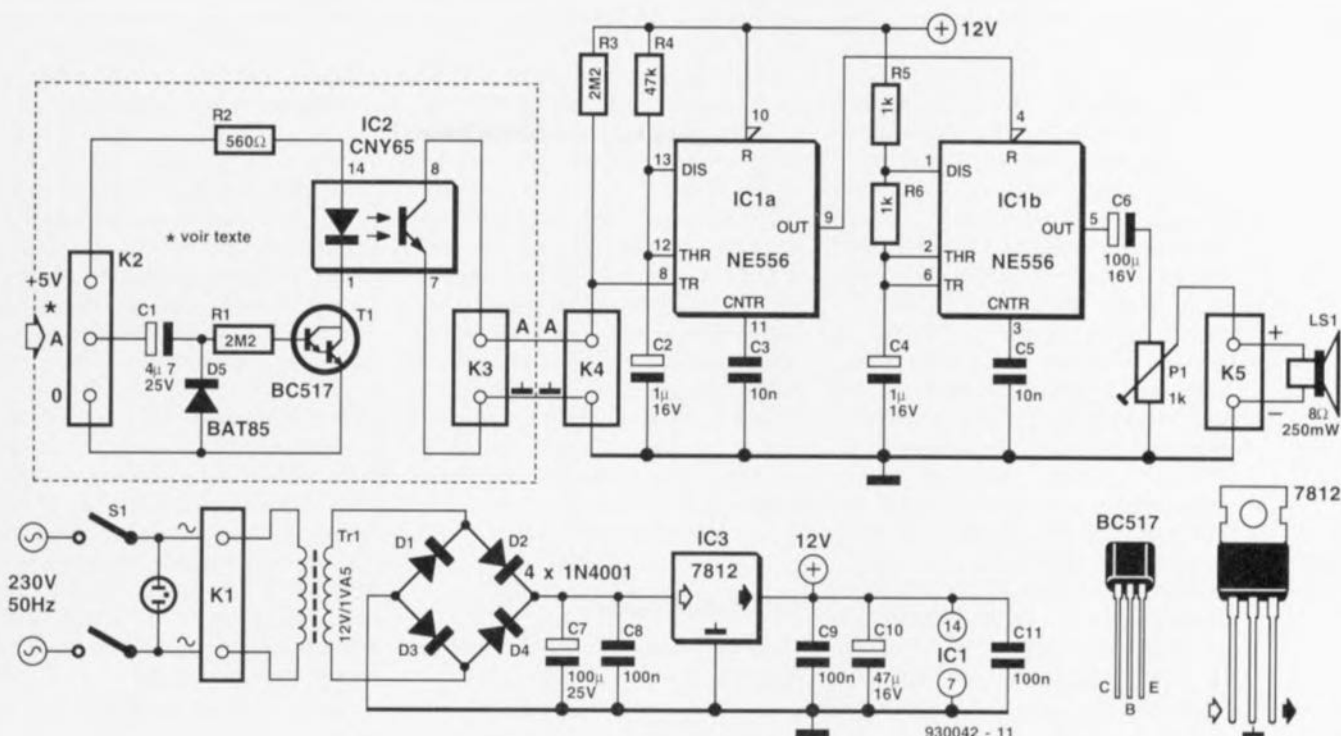 12V
R3
2M2
R4
47k
R5
1k
R6
1k
10
R
13
DIS
IC1a
12
THR
8
TR
OUT
9
NE556
CNTR
11
4
R
1
DIS
IC1b
2
THR
6
TR
OUT
5
NE556
CNTR
3
C6
100µ
16V
R2
560Ω
IC2
CNY65
14
8
1
7
* voir texte
K2
+5V
*
A
0
C1
4µ7
25V
R1
2M2
D5
BAT85
T1
BC517
K3
A
A
K4
C2
1µ
16V
C3
10n
C4
1µ
16V
C5
10n
P1
1k
K5
+
−
LS1
8Ω
250mW
S1
~
230V
50Hz
~
K1
Tr1
12V/1VA5
D1
D2
D3
D4
4 x 1N4001
IC3
7812
12V
C7
100µ
25V
C8
100n
C9
100n
C10
47µ
16V
14
IC1
7
C11
100n
930042 - 11
BC517
C
B
E
7812